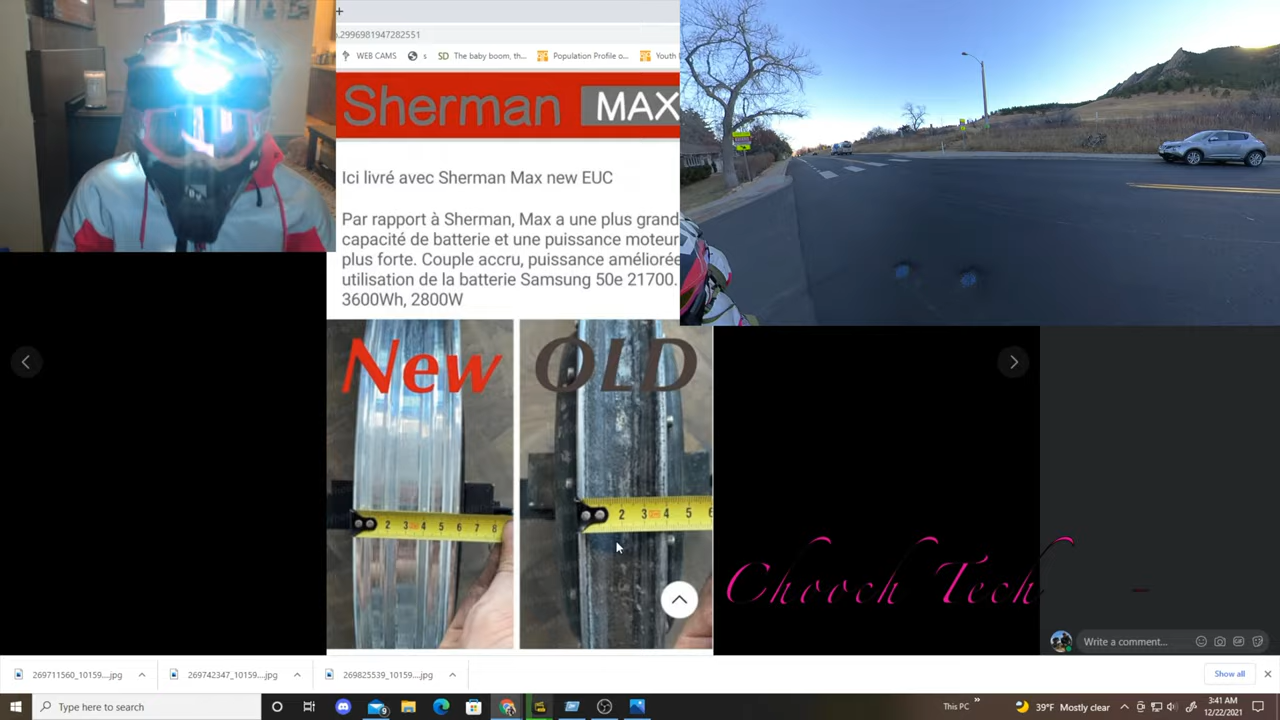 +
.2996981947282551
WEB CAMS s SD The baby boom, th... Population Profile o... Youth
Sherman MAX
Ici livré avec Sherman Max new EUC
Par rapport à Sherman, Max a une plus grand
capacité de batterie et une puissance moteur
plus forte. Couple accru, puissance améliorée
utilisation de la batterie Samsung 50e 21700.
3600Wh, 2800W
New OLD
2 3 4 5 6 7 8
2 3 4 5
Chooch Tech -
Write a comment...
269711560_10159....jpg 269742347_10159....jpg 269825539_10159....jpg Show all
Type here to search This PC 39°F Mostly clear 3:41 AM
12/22/2021